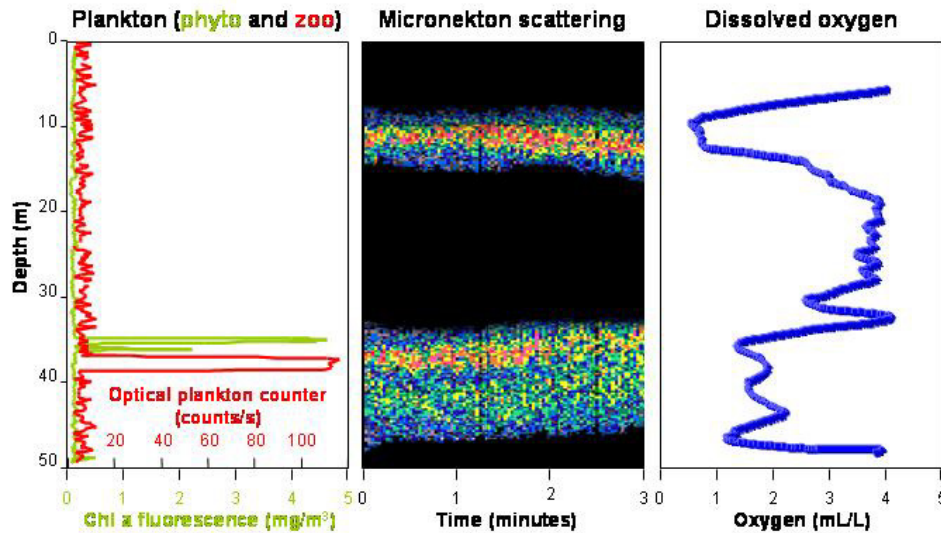 Plankton (phyto and zoo)
Micronekton scattering
Dissolved oxygen
Depth (m)
0
10
20
30
40
50
Optical plankton counter
(counts/s)
20 40 60 80 100
0 1 2 3 4 5
Chl a fluorescence (mg/m³)
0 1 2 3
Time (minutes)
0 1 2 3 4 5
Oxygen (mL/L)